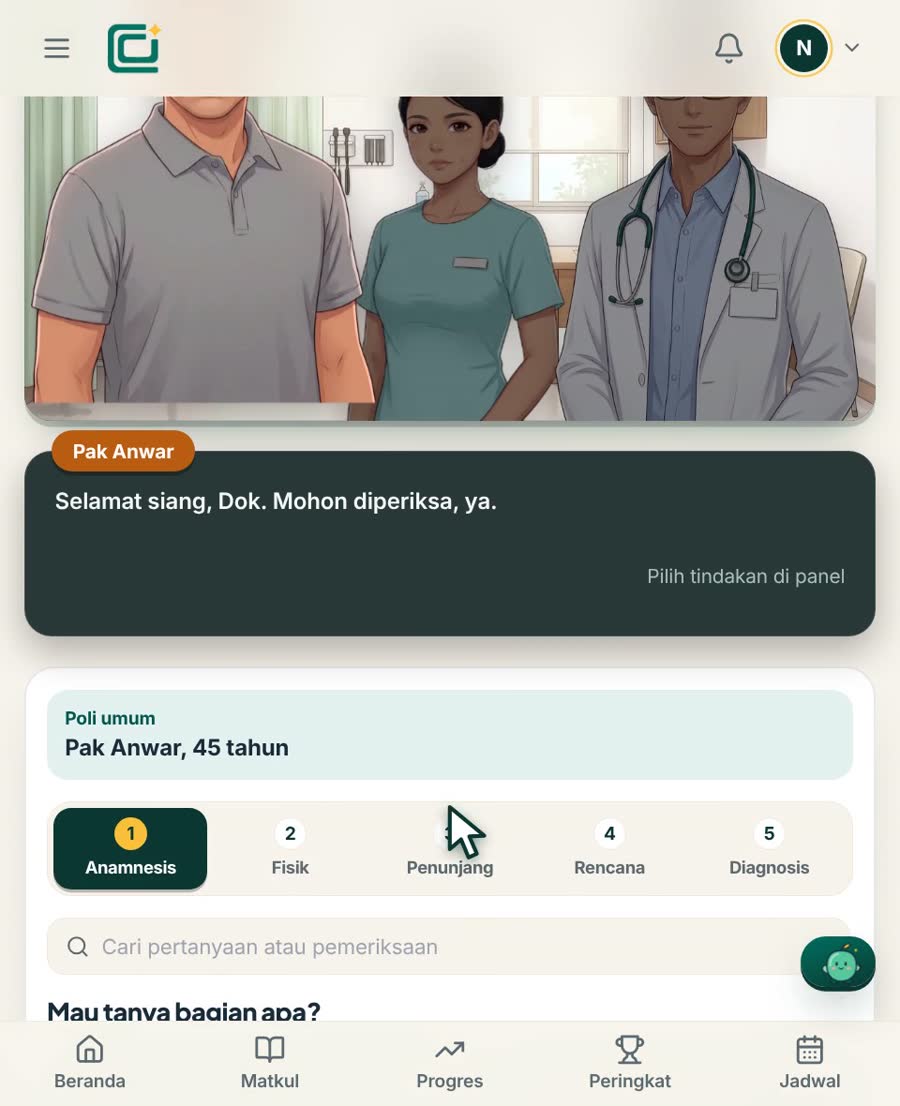 N
Pak Anwar
Selamat siang, Dok. Mohon diperiksa, ya.
Pilih tindakan di panel
Poli umum
Pak Anwar, 45 tahun
1
Anamnesis
2
Fisik
Penunjang
4
Rencana
5
Diagnosis
Cari pertanyaan atau pemeriksaan
Mau tanya bagian apa?
Beranda
Matkul
Progres
Peringkat
Jadwal